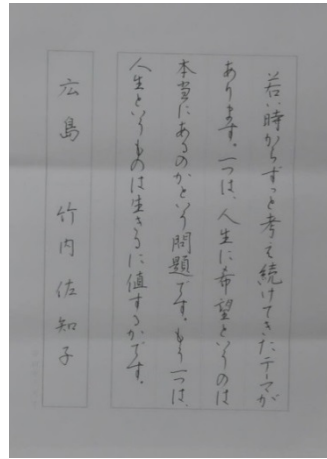 若い時からずっと考え続けてきたテーマが
あります。一つは、人生に希望というのは
本当にあるのかという問題です。もう一つは、
人生というものは生きるに値するかです。
広島 竹内佐知子